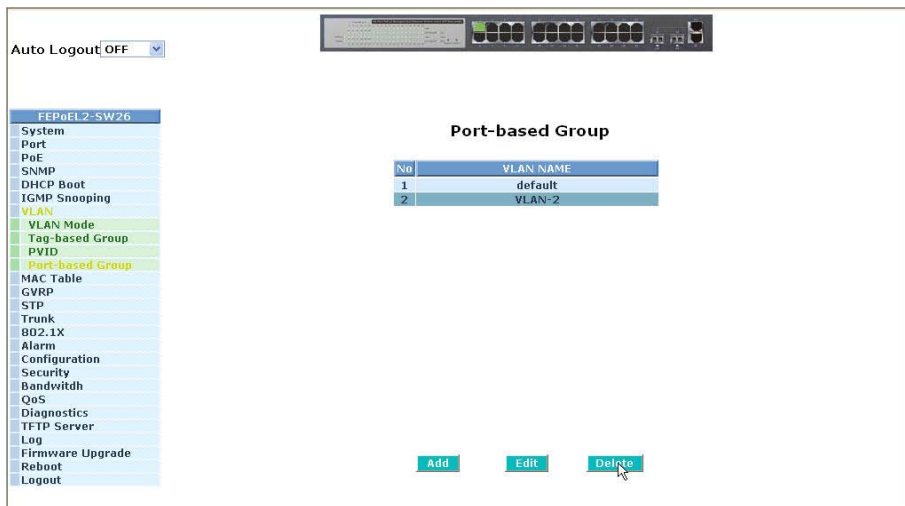 Auto Logout OFF
FEPoEL2-SW26
System
Port
PoE
SNMP
DHCP Boot
IGMP Snooping
VLAN
VLAN Mode
Tag-based Group
PVID
Port-based Group
MAC Table
GVRP
STP
Trunk
802.1X
Alarm
Configuration
Security
Bandwitdh
QoS
Diagnostics
TFTP Server
Log
Firmware Upgrade
Reboot
Logout
Port-based Group
No VLAN NAME
1 default
2 VLAN-2
Add Edit Delete